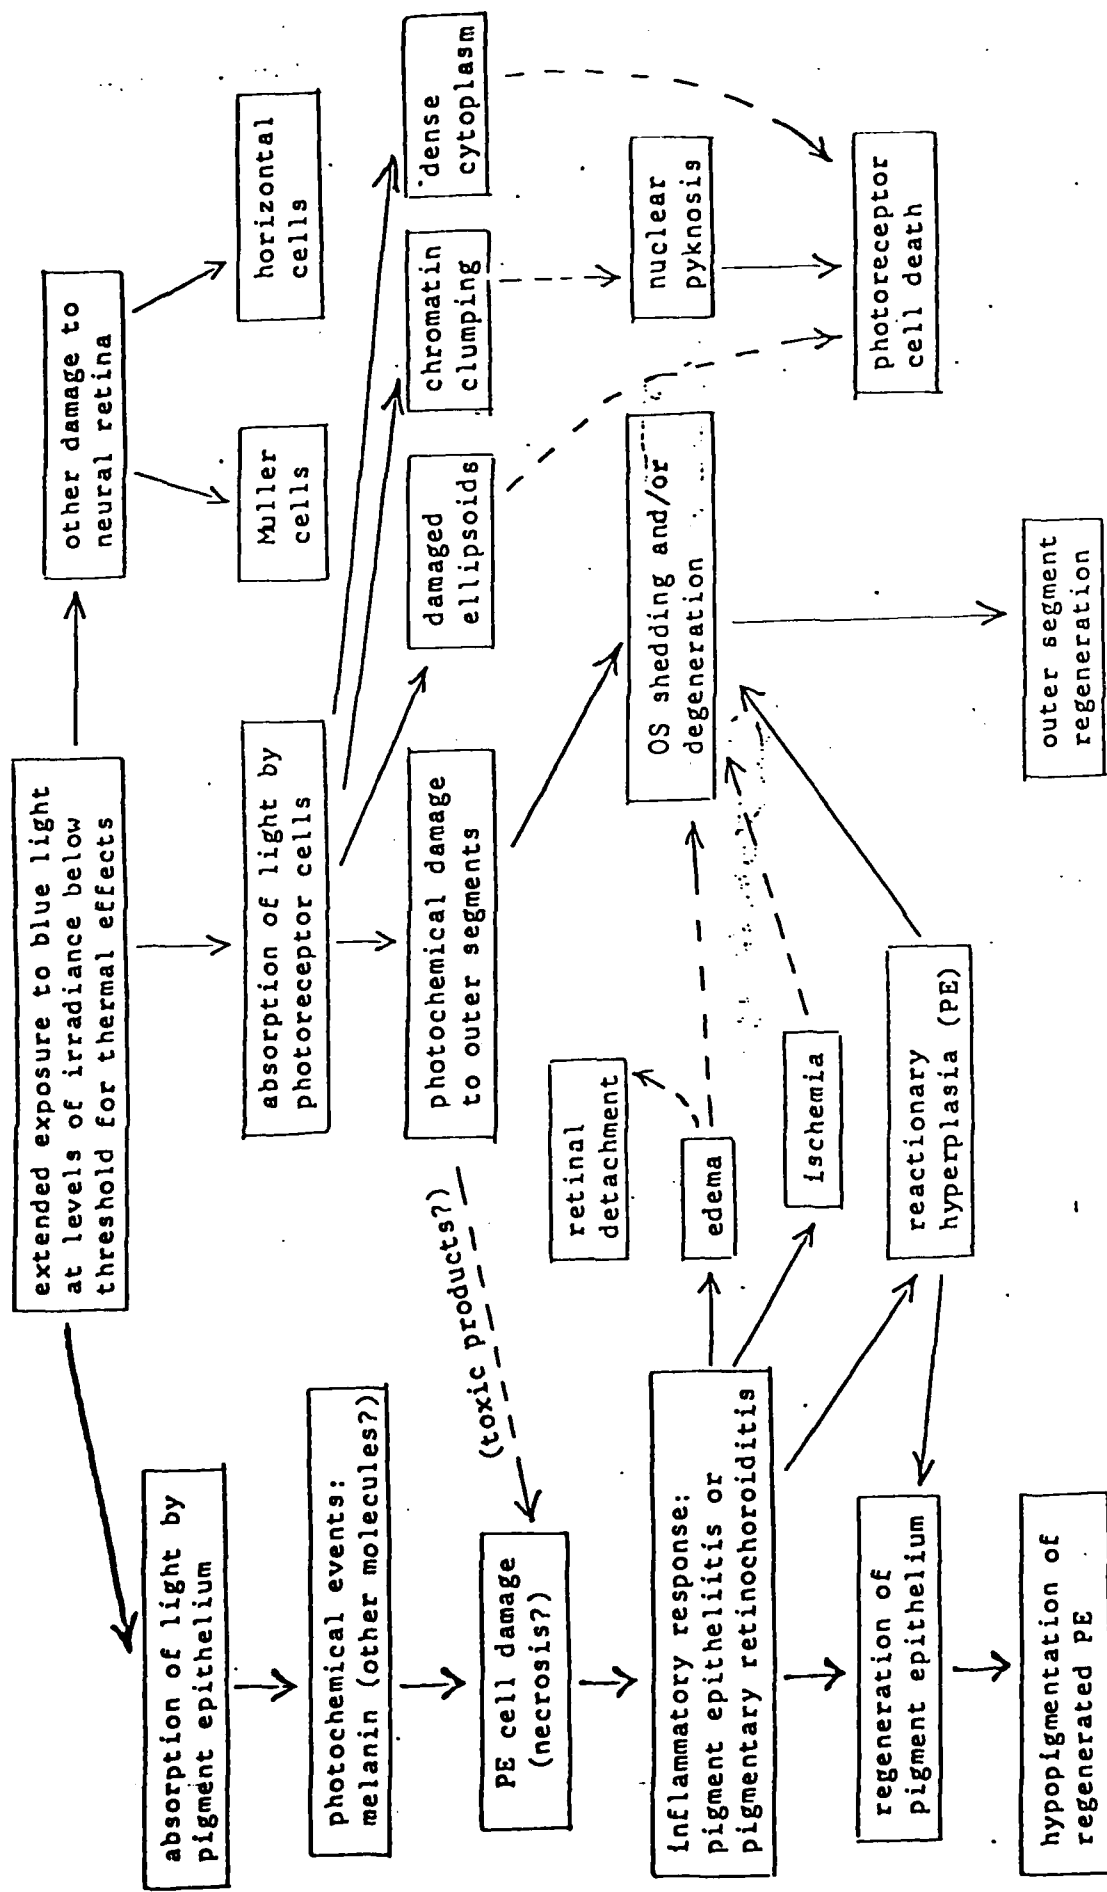 extended exposure to blue light
at levels of irradiance below
threshold for thermal effects
other damage to
neural retina
absorption of light by
pigment epithelium
absorption of light by
photoreceptor cells
Muller
cells
horizontal
cells
photochemical events:
melanin (other molecules?)
photochemical damage
to outer segments
damaged
ellipsoids
chromatin
clumping
dense
cytoplasm
(toxic products?)
PE cell damage
(necrosis?)
retinal
detachment
inflammatory response:
pigment epithelitis or
pigmentary retinochoroiditis
edema
ischemia
OS shedding and/or
degeneration
nuclear
pyknosis
regeneration of
pigment epithelium
reactionary
hyperplasia (PE)
photoreceptor
cell death
hypopigmentation of
regenerated PE
outer segment
regeneration